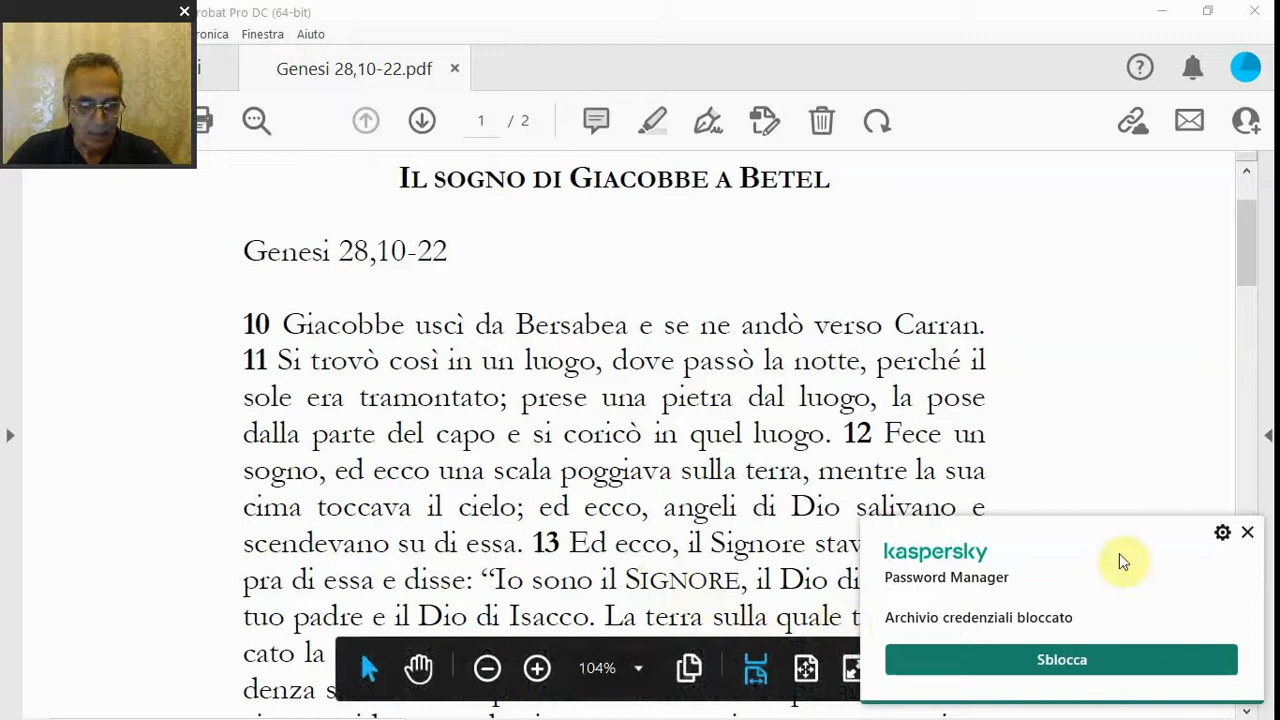 robat Pro DC (64-bit)
ronica Finestra Aiuto
i
Genesi 28,10-22.pdf
1 / 2
IL SOGNO DI GIACOBBE A BETEL
Genesi 28,10-22
10 Giacobbe uscì da Bersabea e se ne andò verso Carran.
11 Si trovò così in un luogo, dove passò la notte, perché il
sole era tramontato; prese una pietra dal luogo, la pose
dalla parte del capo e si coricò in quel luogo. 12 Fece un
sogno, ed ecco una scala poggiava sulla terra, mentre la sua
cima toccava il cielo; ed ecco, angeli di Dio salivano e
scendevano su di essa. 13 Ed ecco, il Signore stav
pra di essa e disse: “Io sono il SIGNORE, il Dio di
tuo padre e il Dio di Isacco. La terra sulla quale t
cato la
denza s
kaspersky
Password Manager
Archivio credenziali bloccato
Sblocca
104%